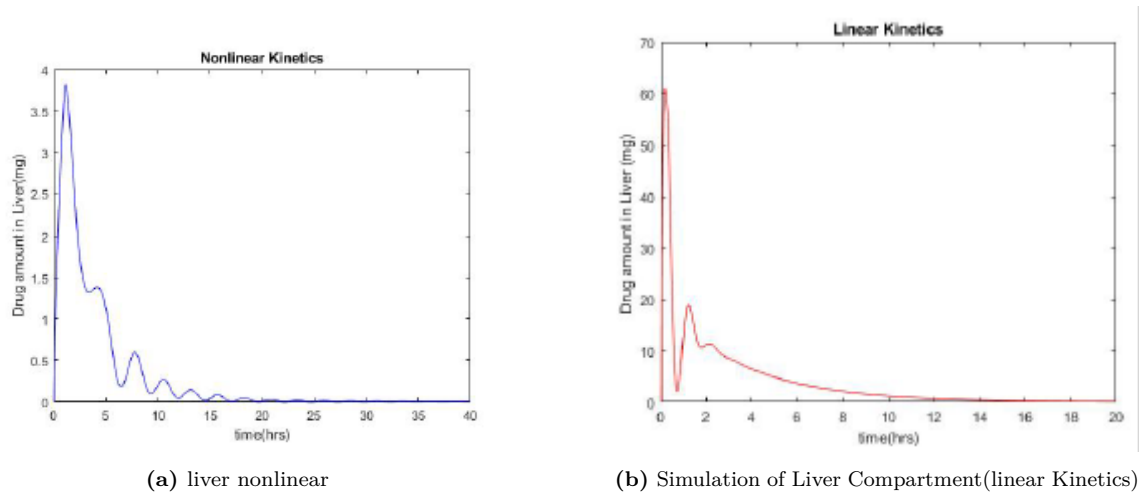 Nonlinear Kinetics
4
3.5
3
2.5
2
1.5
1
0.5
0
0 5 10 15 20 25 30 35 40
Drug amount in Liver(mg)
time(hrs)
(a) liver nonlinear
Linear Kinetics
70
60
50
40
30
20
10
0
0 2 4 6 8 10 12 14 16 18 20
Drug amount in Liver (mg)
time(hrs)
(b) Simulation of Liver Compartment(linear Kinetics)